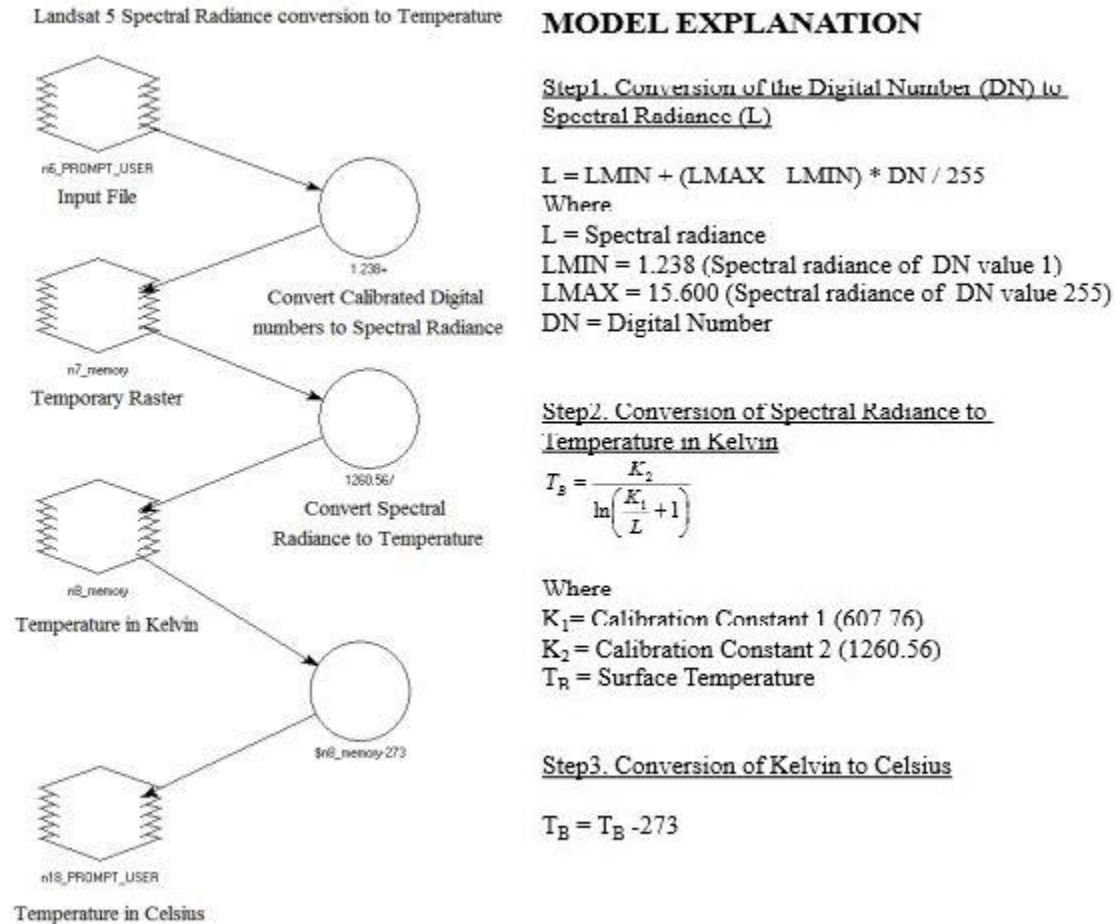 Landsat 5 Spectral Radiance conversion to Temperature
n6_PROMPT_USER
Input File
1.238+
Convert Calibrated Digital
numbers to Spectral Radiance
n7_memory
Temporary Raster
1260.56/
Convert Spectral
Radiance to Temperature
n8_memory
Temperature in Kelvin
$n8_memory-273
n18_PROMPT_USER
Temperature in Celsius
MODEL EXPLANATION
Step1. Conversion of the Digital Number (DN) to
Spectral Radiance (L)
L = LMIN + (LMAX LMIN) * DN / 255
Where
L = Spectral radiance
LMIN = 1.238 (Spectral radiance of DN value 1)
LMAX = 15.600 (Spectral radiance of DN value 255)
DN = Digital Number
Step2. Conversion of Spectral Radiance to
Temperature in Kelvin
T_B = K_2 / ln(K_1 / L + 1)
Where
K₁= Calibration Constant 1 (607.76)
K₂ = Calibration Constant 2 (1260.56)
T_B = Surface Temperature
Step3. Conversion of Kelvin to Celsius
T_B = T_B -273